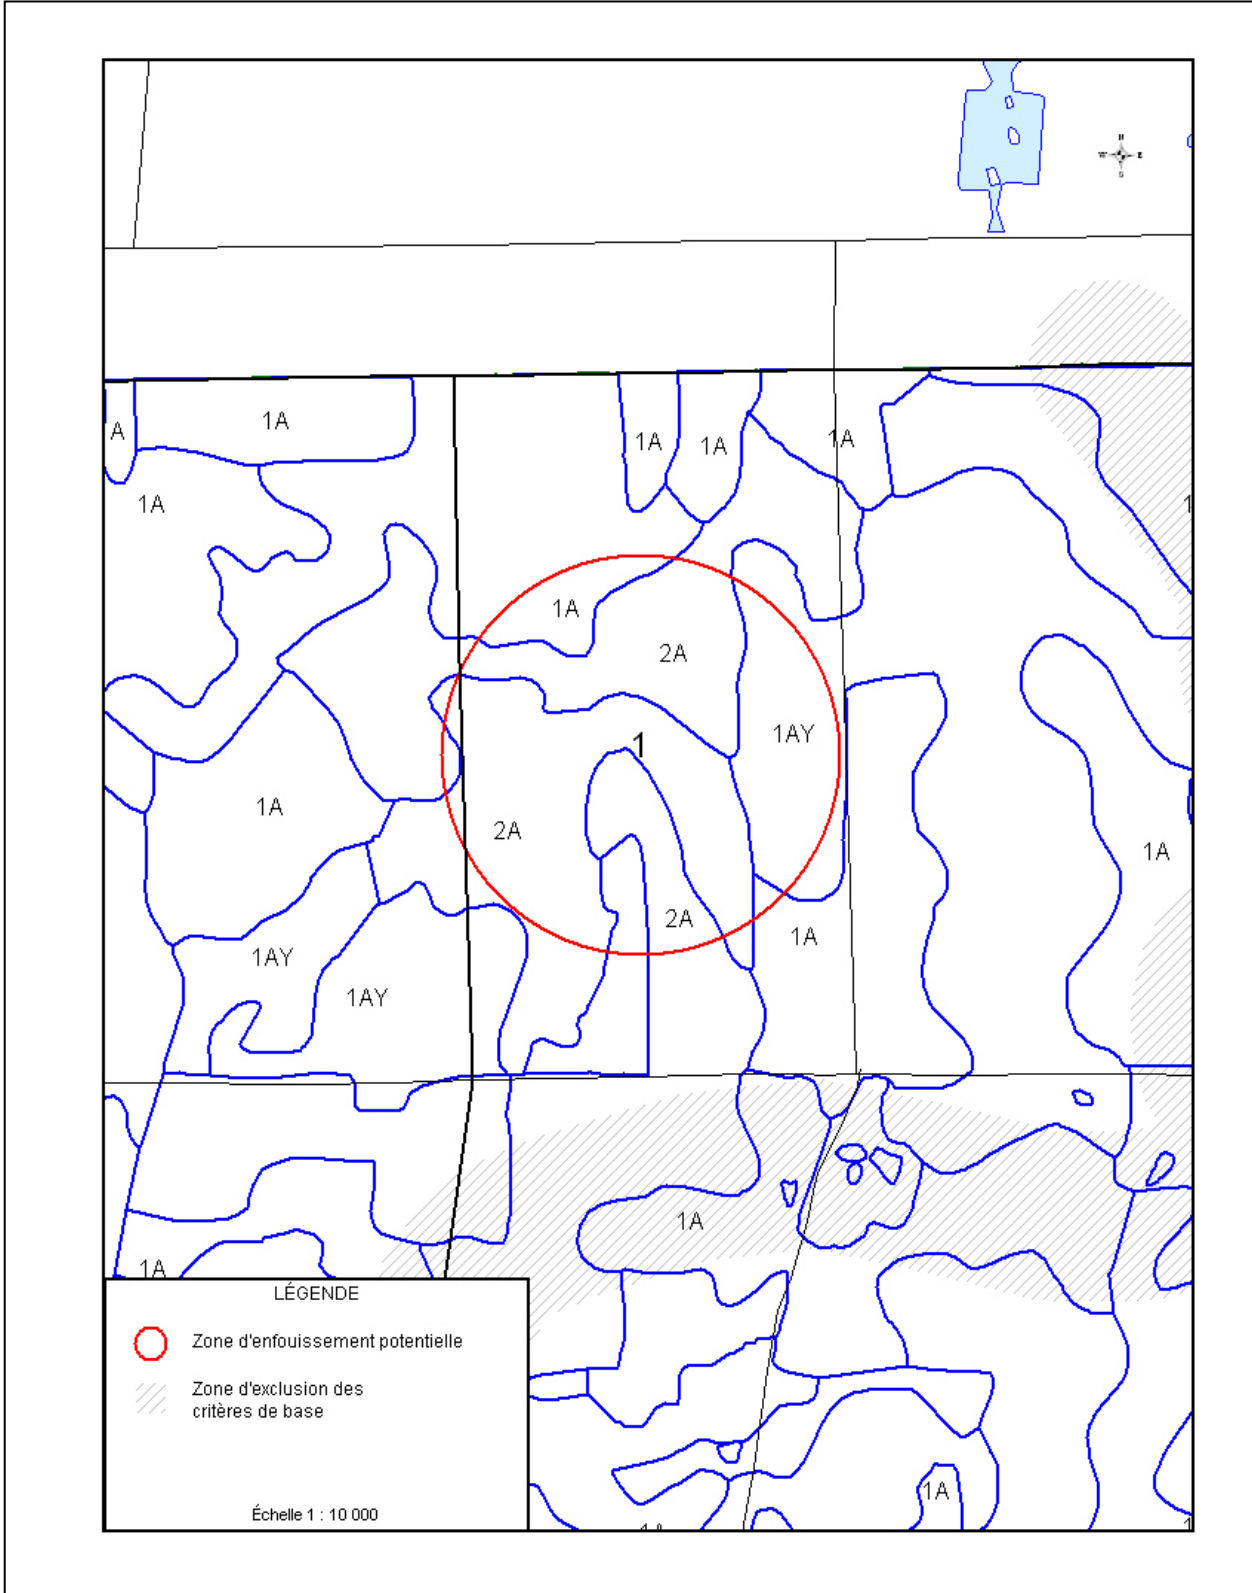 N
W E
S
1A
A
1A
1A
1A
1A
1
1A
2A
1AY
1
1A
2A
1A
2A
1A
1AY
1AY
1A
1A
LÉGENDE
Zone d'enfouissement potentielle
Zone d'exclusion des
critères de base
1A
Échelle 1 : 10 000